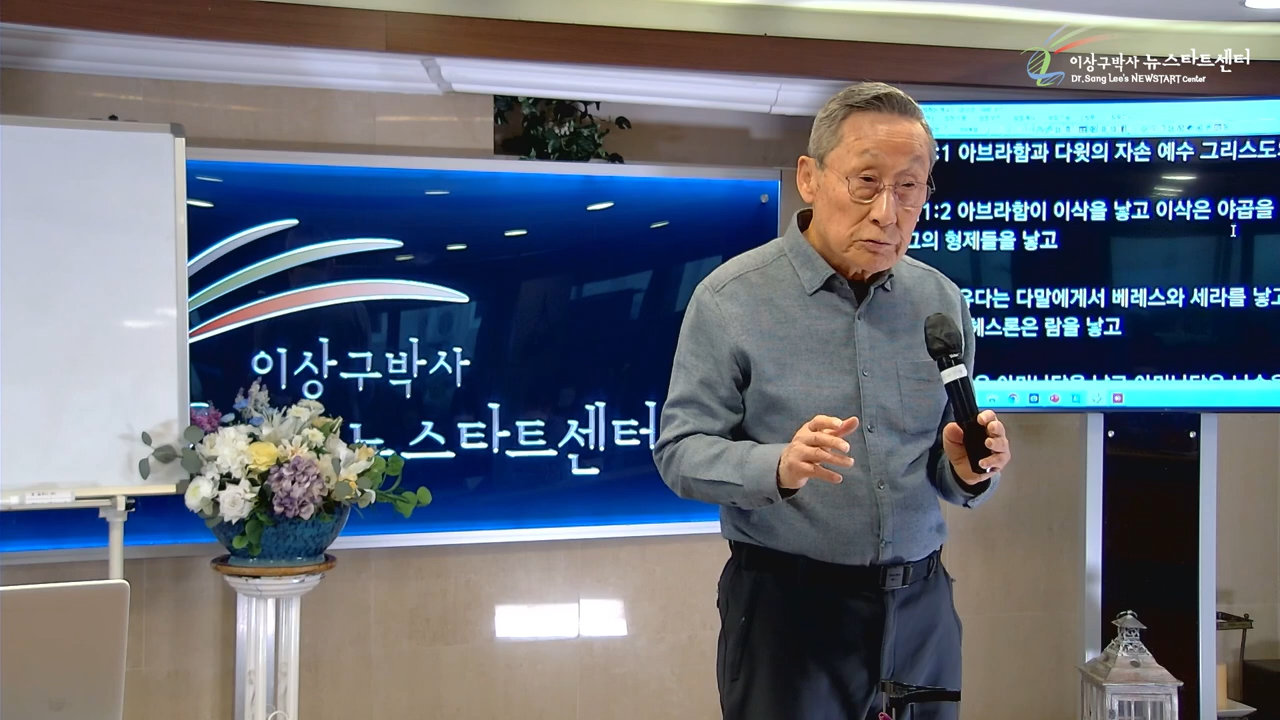 이상구박사 뉴스타트센터
Dr. Sang Lee's NEWSTART Center
:1 아브라함과 다윗의 자손 예수 그리스도의
1:2 아브라함이 이삭을 낳고 이삭은 야곱을
그의 형제들을 낳고
유다는 다말에게서 베레스와 세라를 낳고
헤스론은 람을 낳고
이상구박사
뉴스타트센터